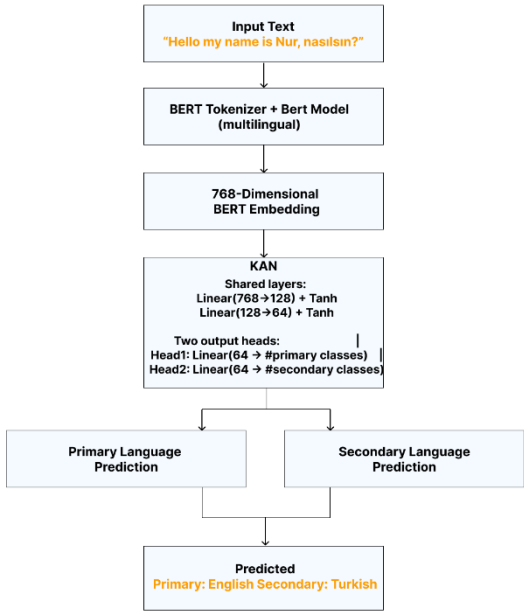 Input Text
"Hello my name is Nur, nasılsın?"
BERT Tokenizer + Bert Model
(multilingual)
768-Dimensional
BERT Embedding
KAN
Shared layers:
Linear(768→128) + Tanh
Linear(128→64) + Tanh
Two output heads: |
Head1: Linear(64 → #primary classes) |
Head2: Linear(64 → #secondary classes)
Primary Language
Prediction
Secondary Language
Prediction
Predicted
Primary: English Secondary: Turkish